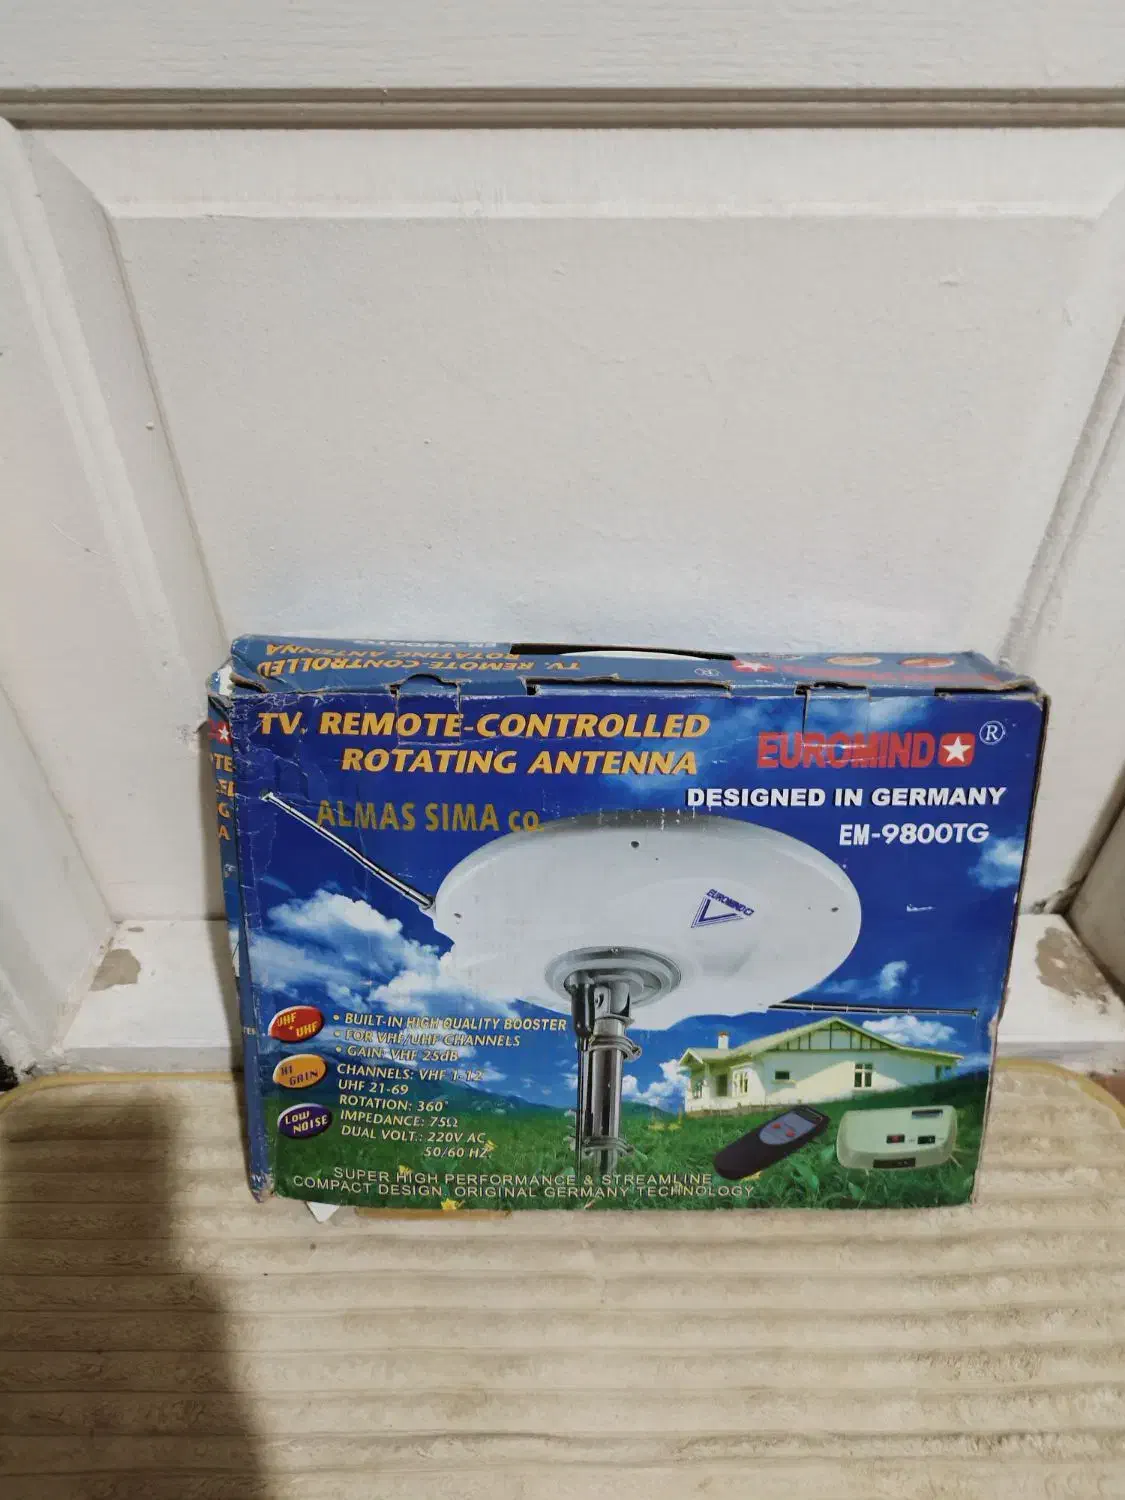 TV. REMOTE-CONTROLLED
ROTATING ANTENNA
EM-9800TG
TV. REMOTE-CONTROLLED
ROTATING ANTENNA
EUROMIND ®
DESIGNED IN GERMANY
EM-9800TG
ALMAS SIMA co.
EUROMIND
UHF + UHF
HI GAIN
LOW NOISE
• BUILT-IN HIGH QUALITY BOOSTER
• FOR VHF/UHF CHANNELS
• GAIN: VHF 25dB
CHANNELS: VHF 1-12
UHF 21-69
ROTATION: 360°
IMPEDANCE: 75Ω
DUAL VOLT.: 220V AC
50/60 HZ
SUPER HIGH PERFORMANCE & STREAMLINE
COMPACT DESIGN, ORIGINAL GERMANY TECHNOLOGY